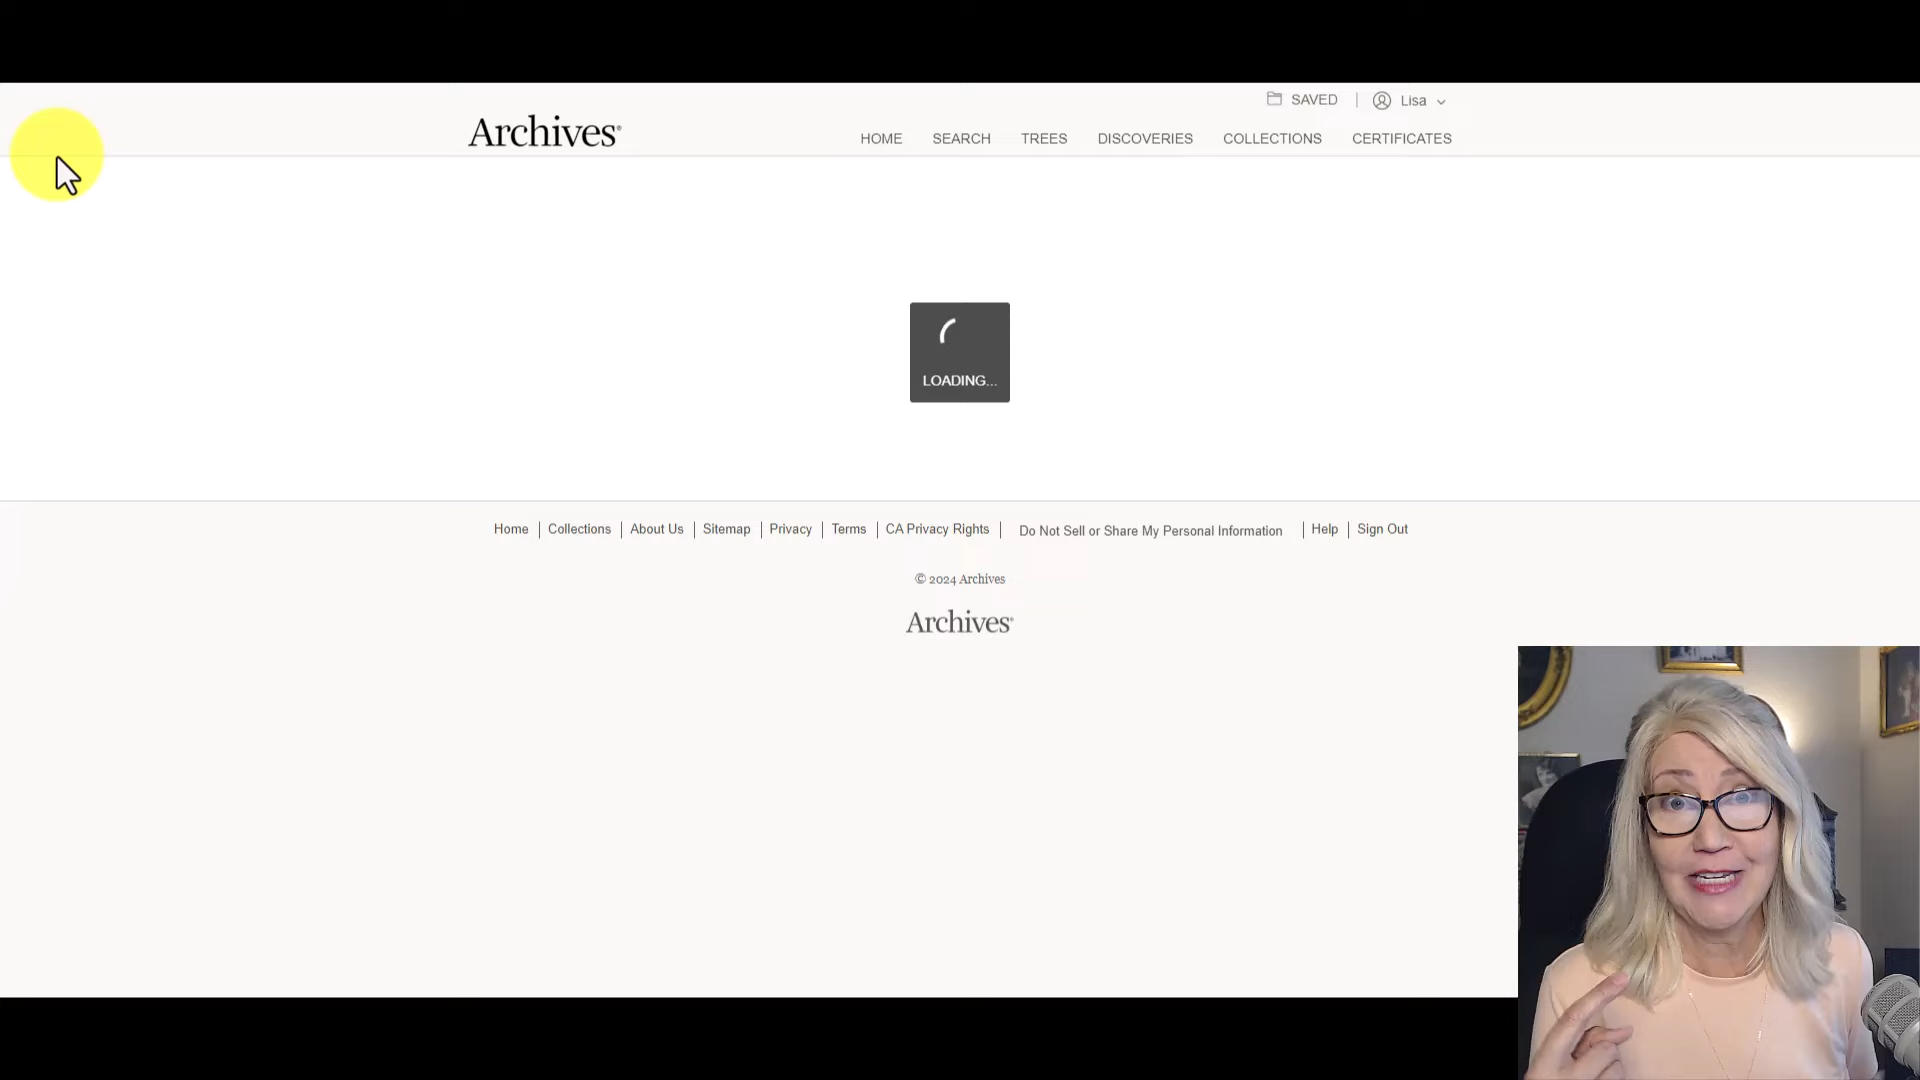 SAVED | Lisa
Archives®
HOME SEARCH TREES DISCOVERIES COLLECTIONS CERTIFICATES
LOADING...
Home | Collections | About Us | Sitemap | Privacy | Terms | CA Privacy Rights | Do Not Sell or Share My Personal Information | Help | Sign Out
© 2024 Archives
Archives®